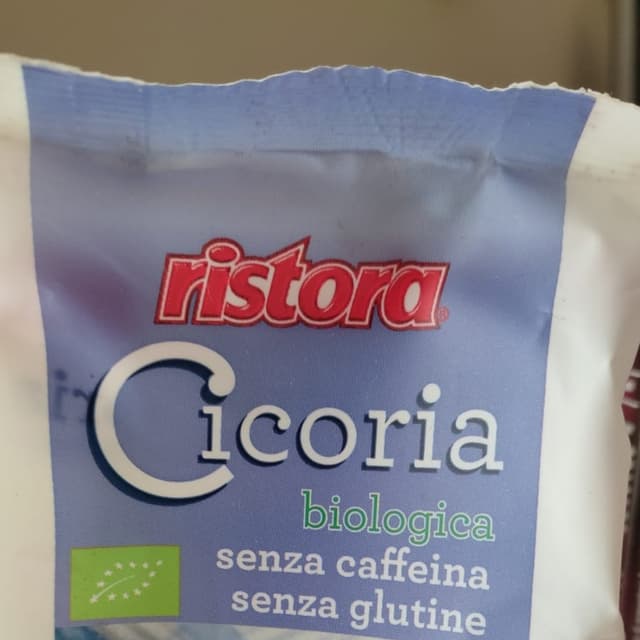 ristora
Cicoria
biologica
senza caffeina
senza glutine